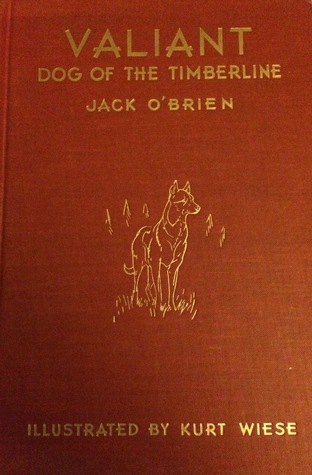 VALIANT
DOG OF THE TIMBERLINE
JACK O'BRIEN
ILLUSTRATED BY KURT WIESE